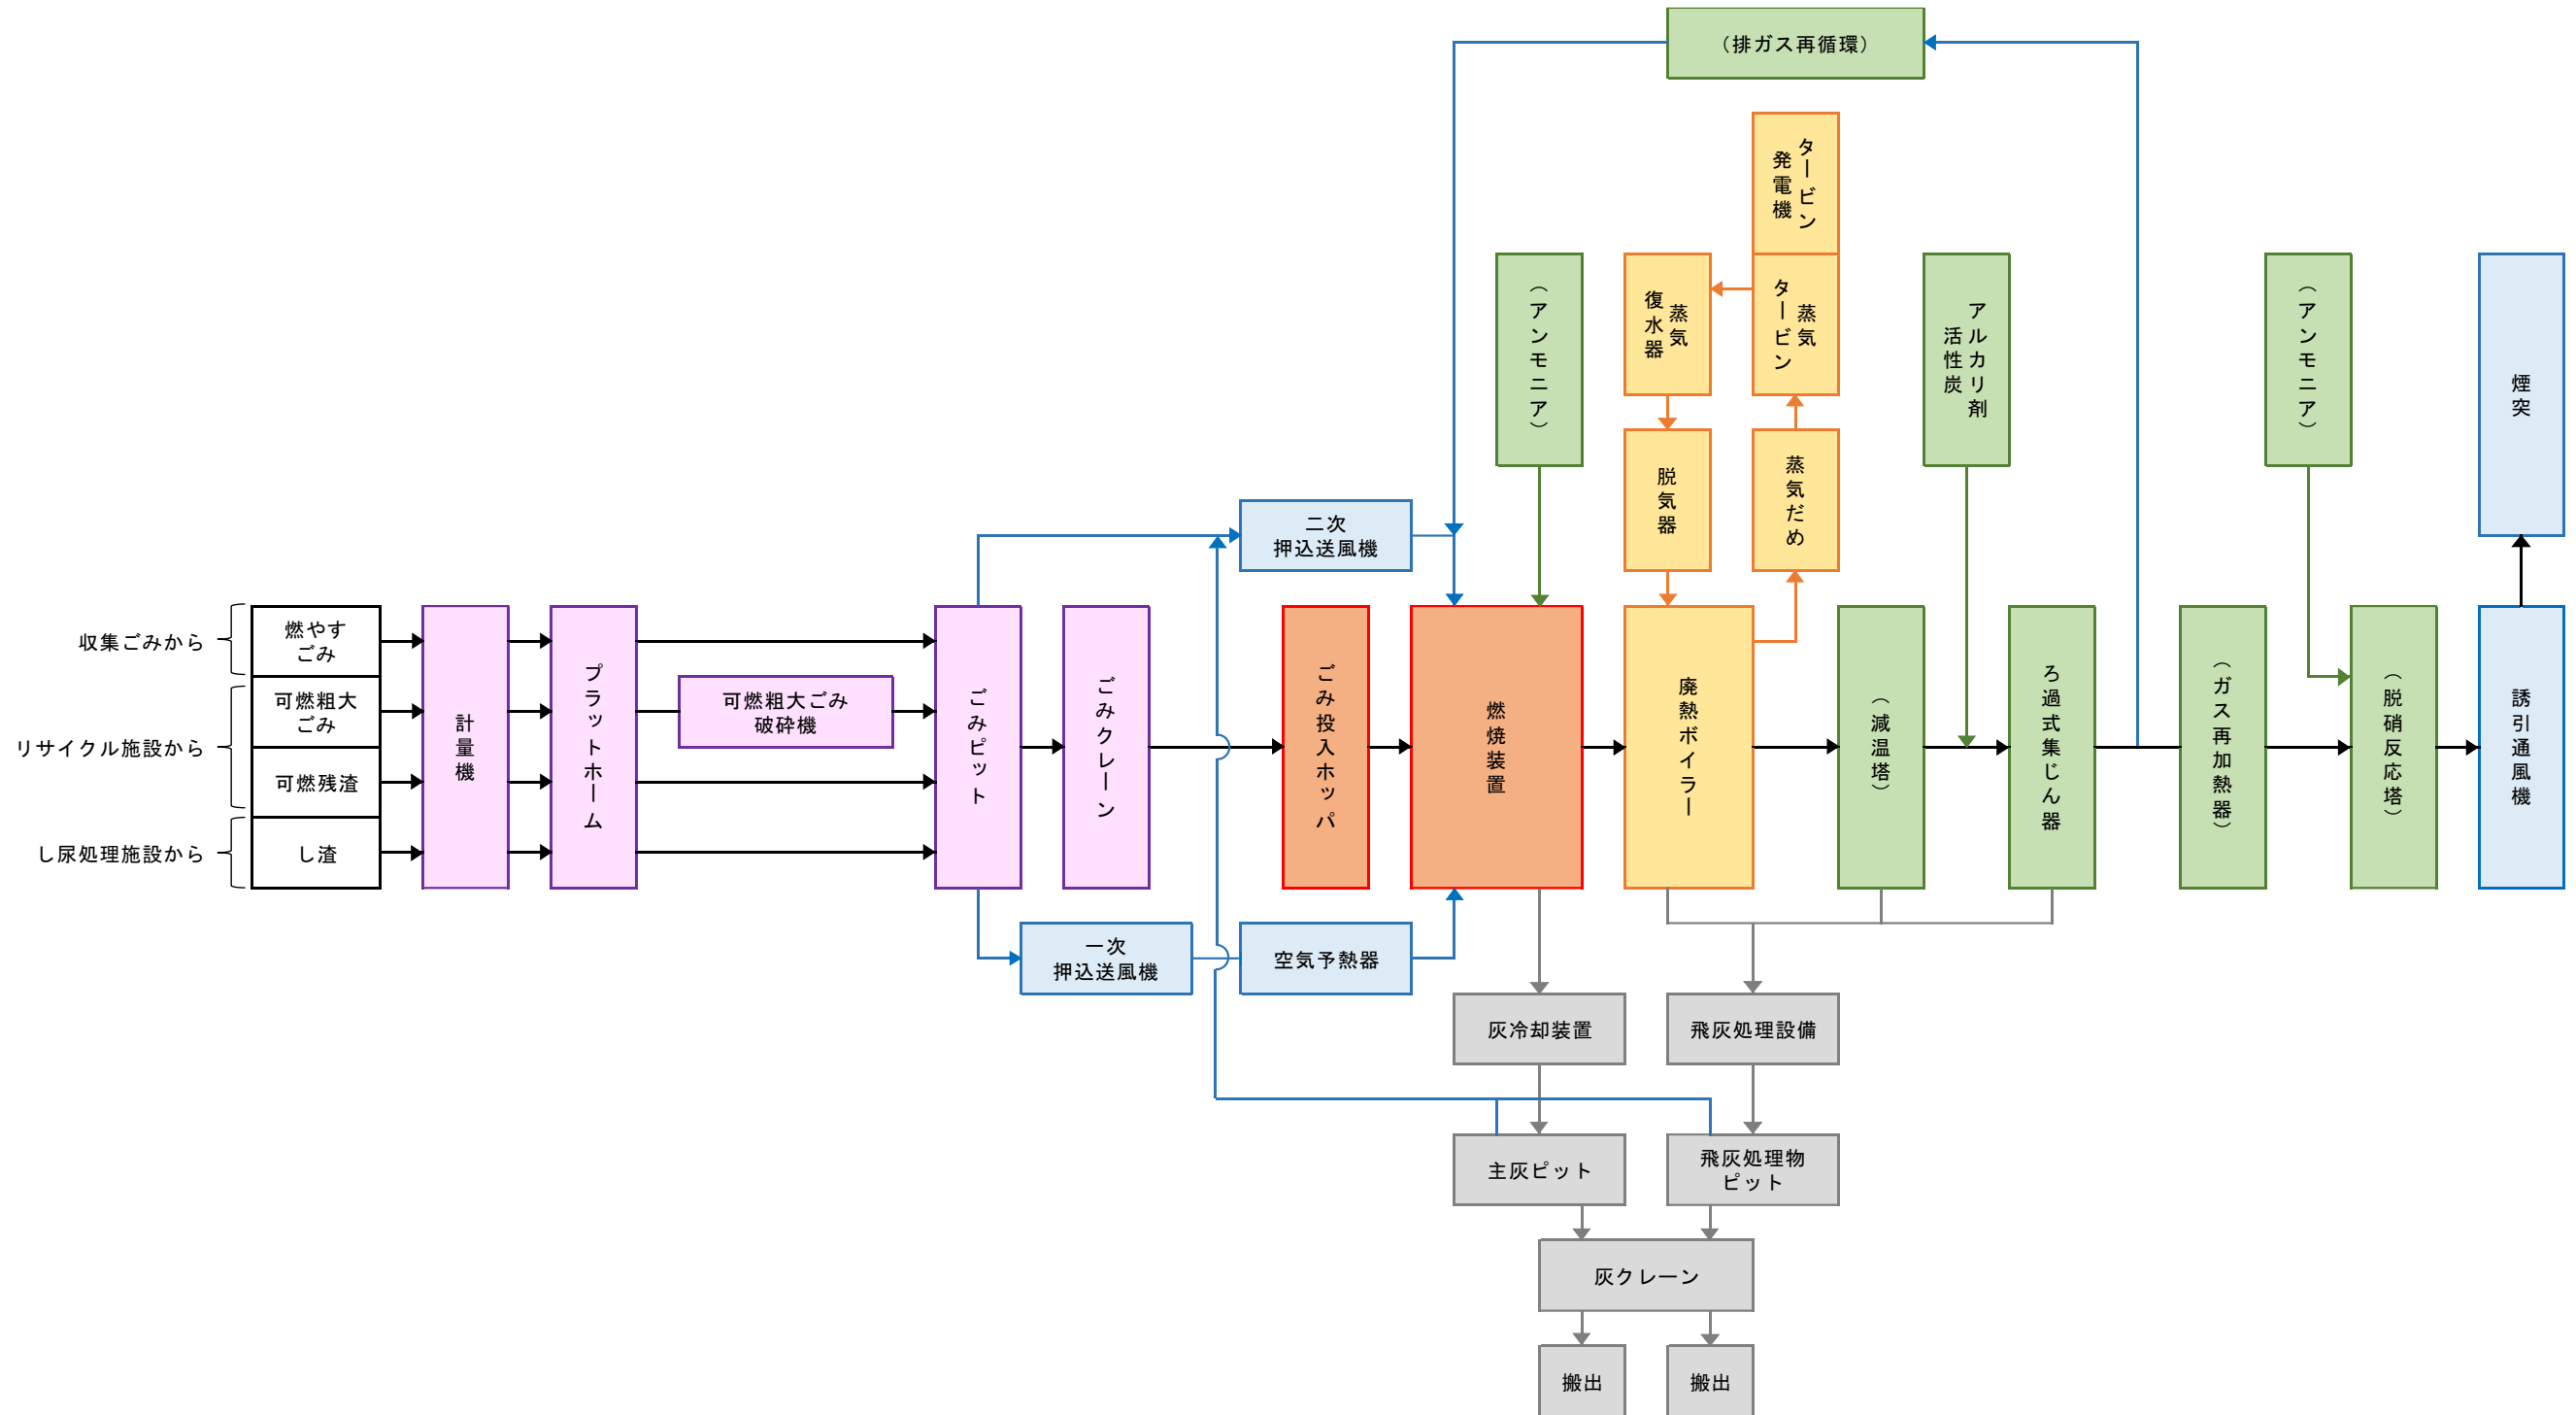 （排ガス再循環）
タービン
発電機
（アンモニア）
蒸気
復水器
蒸気
タービン
アルカリ剤
活性炭
（アンモニア）
煙突
脱気器
蒸気だめ
二次
押込送風機
収集ごみから
燃やす
ごみ
リサイクル施設から
可燃粗大
ごみ
可燃残渣
し尿処理施設から
し渣
計量機
プラットホーム
可燃粗大ごみ
破砕機
ごみピット
ごみクレーン
ごみ投入ホッパ
燃焼装置
廃熱ボイラー
（減温塔）
ろ過式集じん器
（ガス再加熱器）
（脱硝反応塔）
誘引通風機
一次
押込送風機
空気予熱器
灰冷却装置
飛灰処理設備
主灰ピット
飛灰処理物
ピット
灰クレーン
搬出
搬出